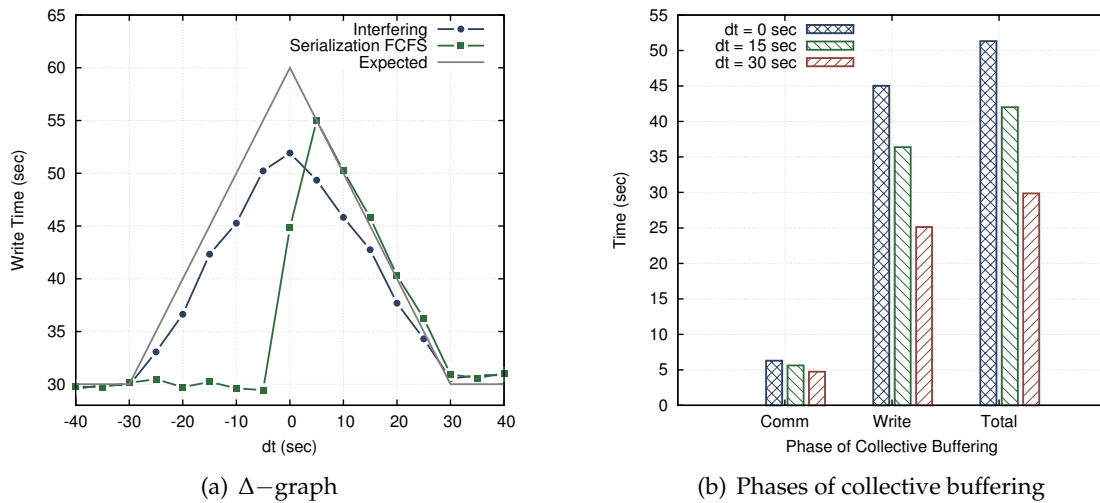 Interfering
Serialization FCFS
Expected
65
60
55
50
45
40
35
30
Write Time (sec)
-40 -30 -20 -10 0 10 20 30 40
dt (sec)
(a) Δ−graph
dt = 0 sec
dt = 15 sec
dt = 30 sec
55
50
45
40
35
30
25
20
15
10
5
0
Time (sec)
Comm Write Total
Phase of Collective Buffering
(b) Phases of collective buffering